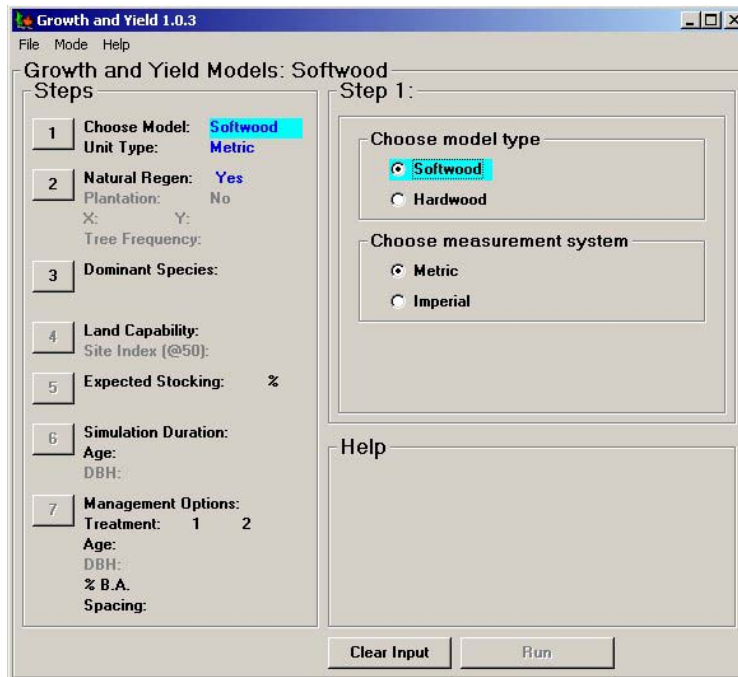 Growth and Yield 1.0.3
File Mode Help
Growth and Yield Models: Softwood
Steps
1 Choose Model: Softwood
Unit Type: Metric
2 Natural Regen: Yes
Plantation: No
X: Y:
Tree Frequency:
3 Dominant Species:
4 Land Capability:
Site Index (@50):
5 Expected Stocking: %
6 Simulation Duration:
Age:
DBH:
7 Management Options:
Treatment: 1 2
Age:
DBH:
% B.A.
Spacing:
Step 1:
Choose model type
Softwood
Hardwood
Choose measurement system
Metric
Imperial
Help
Clear Input Run